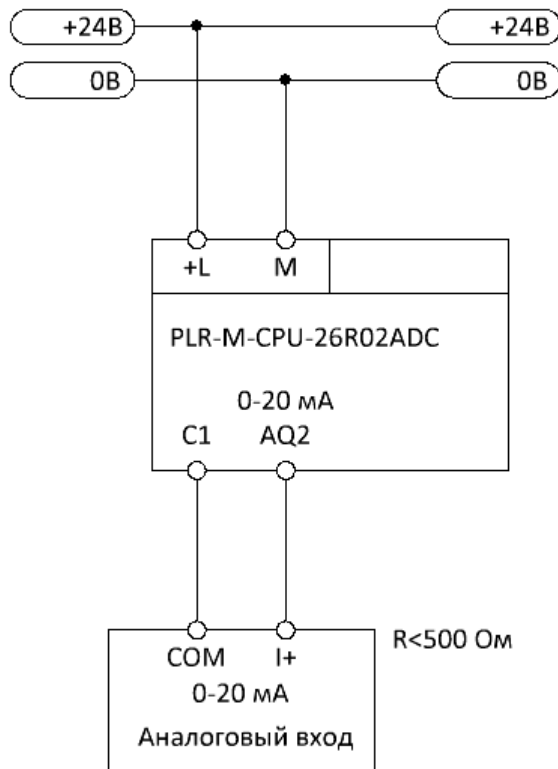 +24В +24В
0В 0В
+L M
PLR-M-CPU-26R02ADC
0-20 мА
C1 AQ2
R<500 Ом
COM I+
0-20 мА
Аналоговый вход